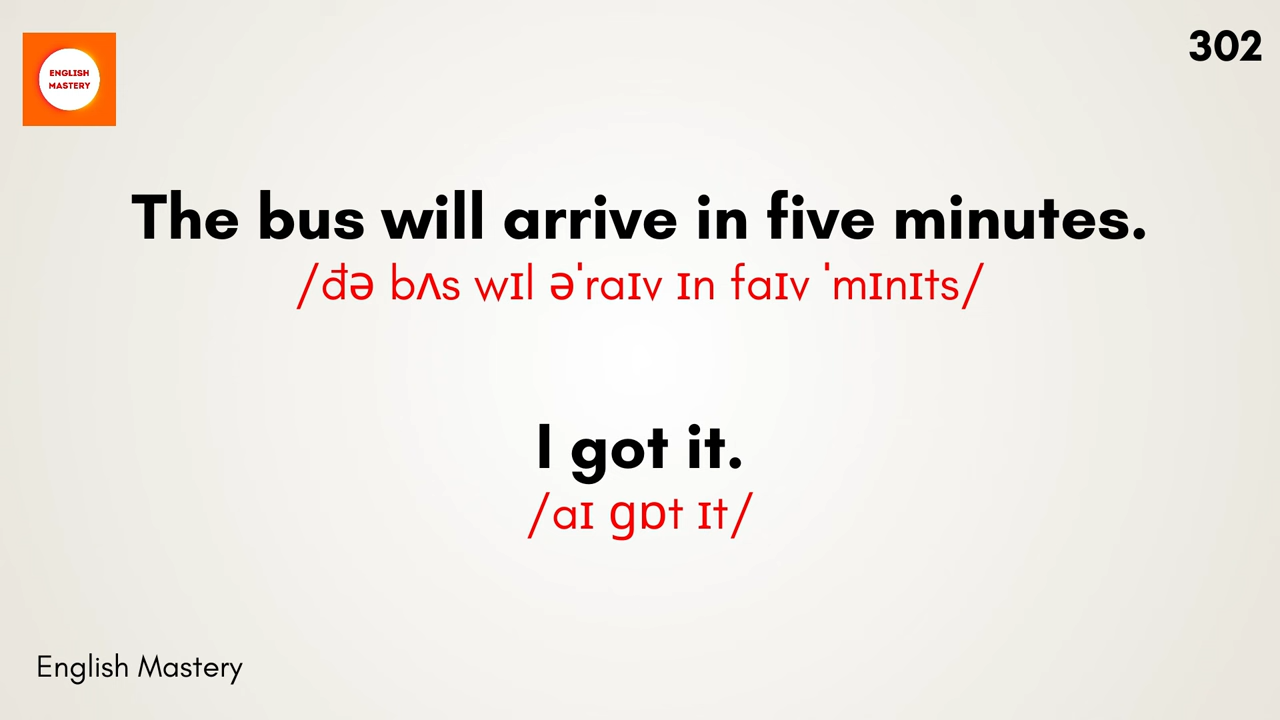 ENGLISH
MASTERY
302
The bus will arrive in five minutes.
/đə bʌs wɪl əˈraɪv ɪn faɪv ˈmɪnɪts/
I got it.
/aɪ ɡɒt ɪt/
English Mastery